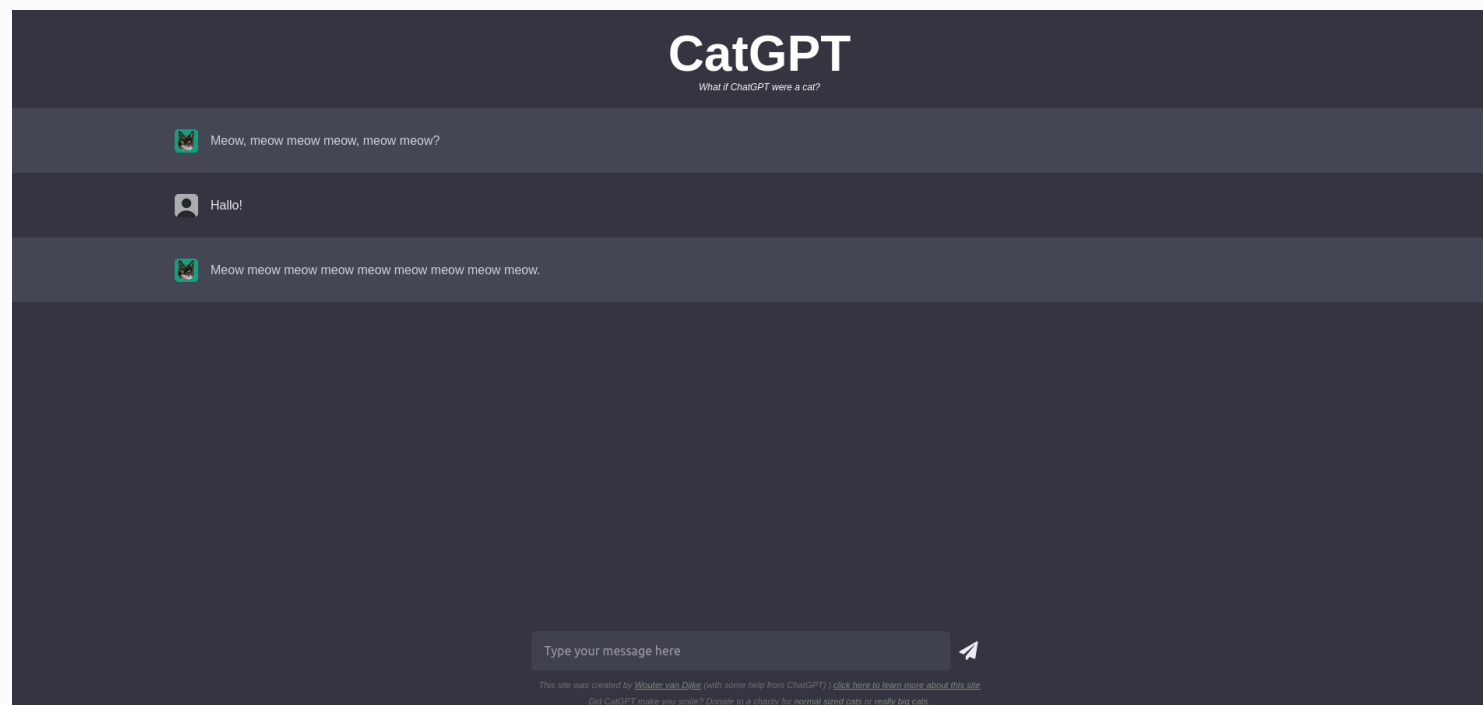 CatGPT
What if ChatGPT were a cat?
Meow, meow meow meow, meow meow?
Hallo!
Meow meow meow meow meow meow meow meow meow.
Type your message here
This site was created by Wouter van Dijke (with some help from ChatGPT) | click here to learn more about this site
Did CatGPT make you smile? Donate to a charity for normal sized cats or really big cats.